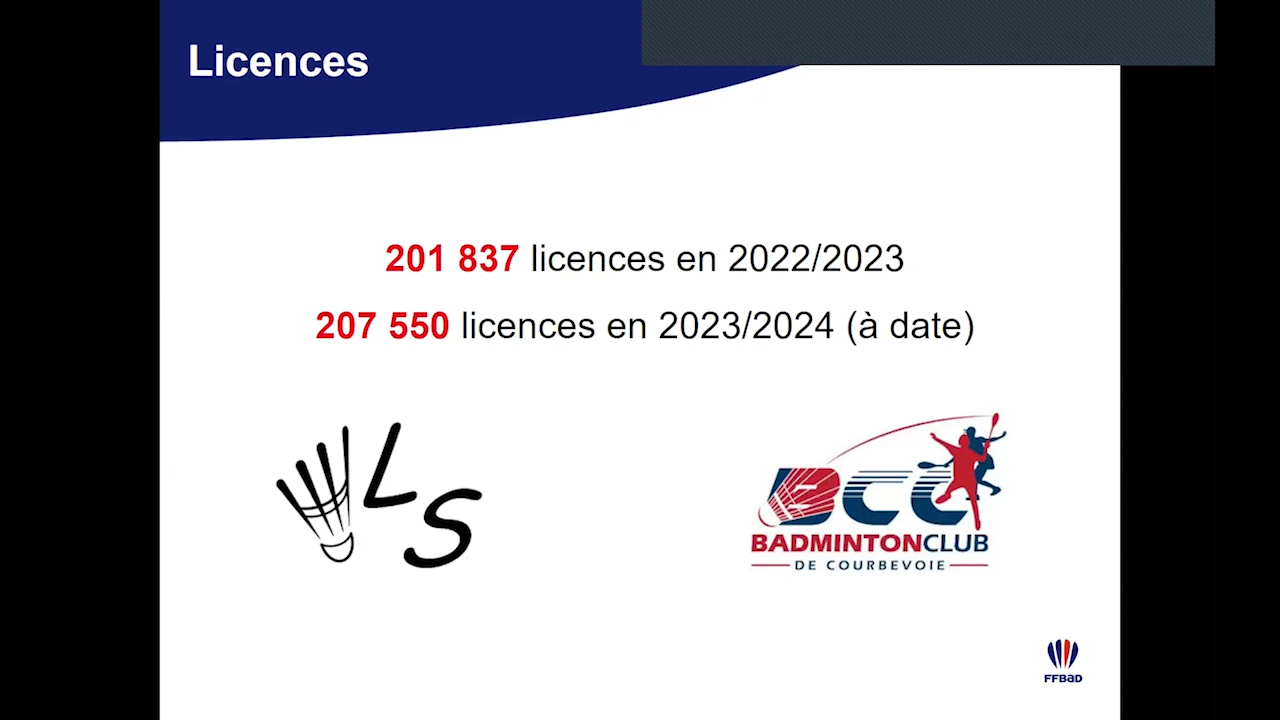 Licences
201 837 licences en 2022/2023
207 550 licences en 2023/2024 (à date)
LS
BCC
BADMINTONCLUB
DE COURBEVOIE
FFBaD